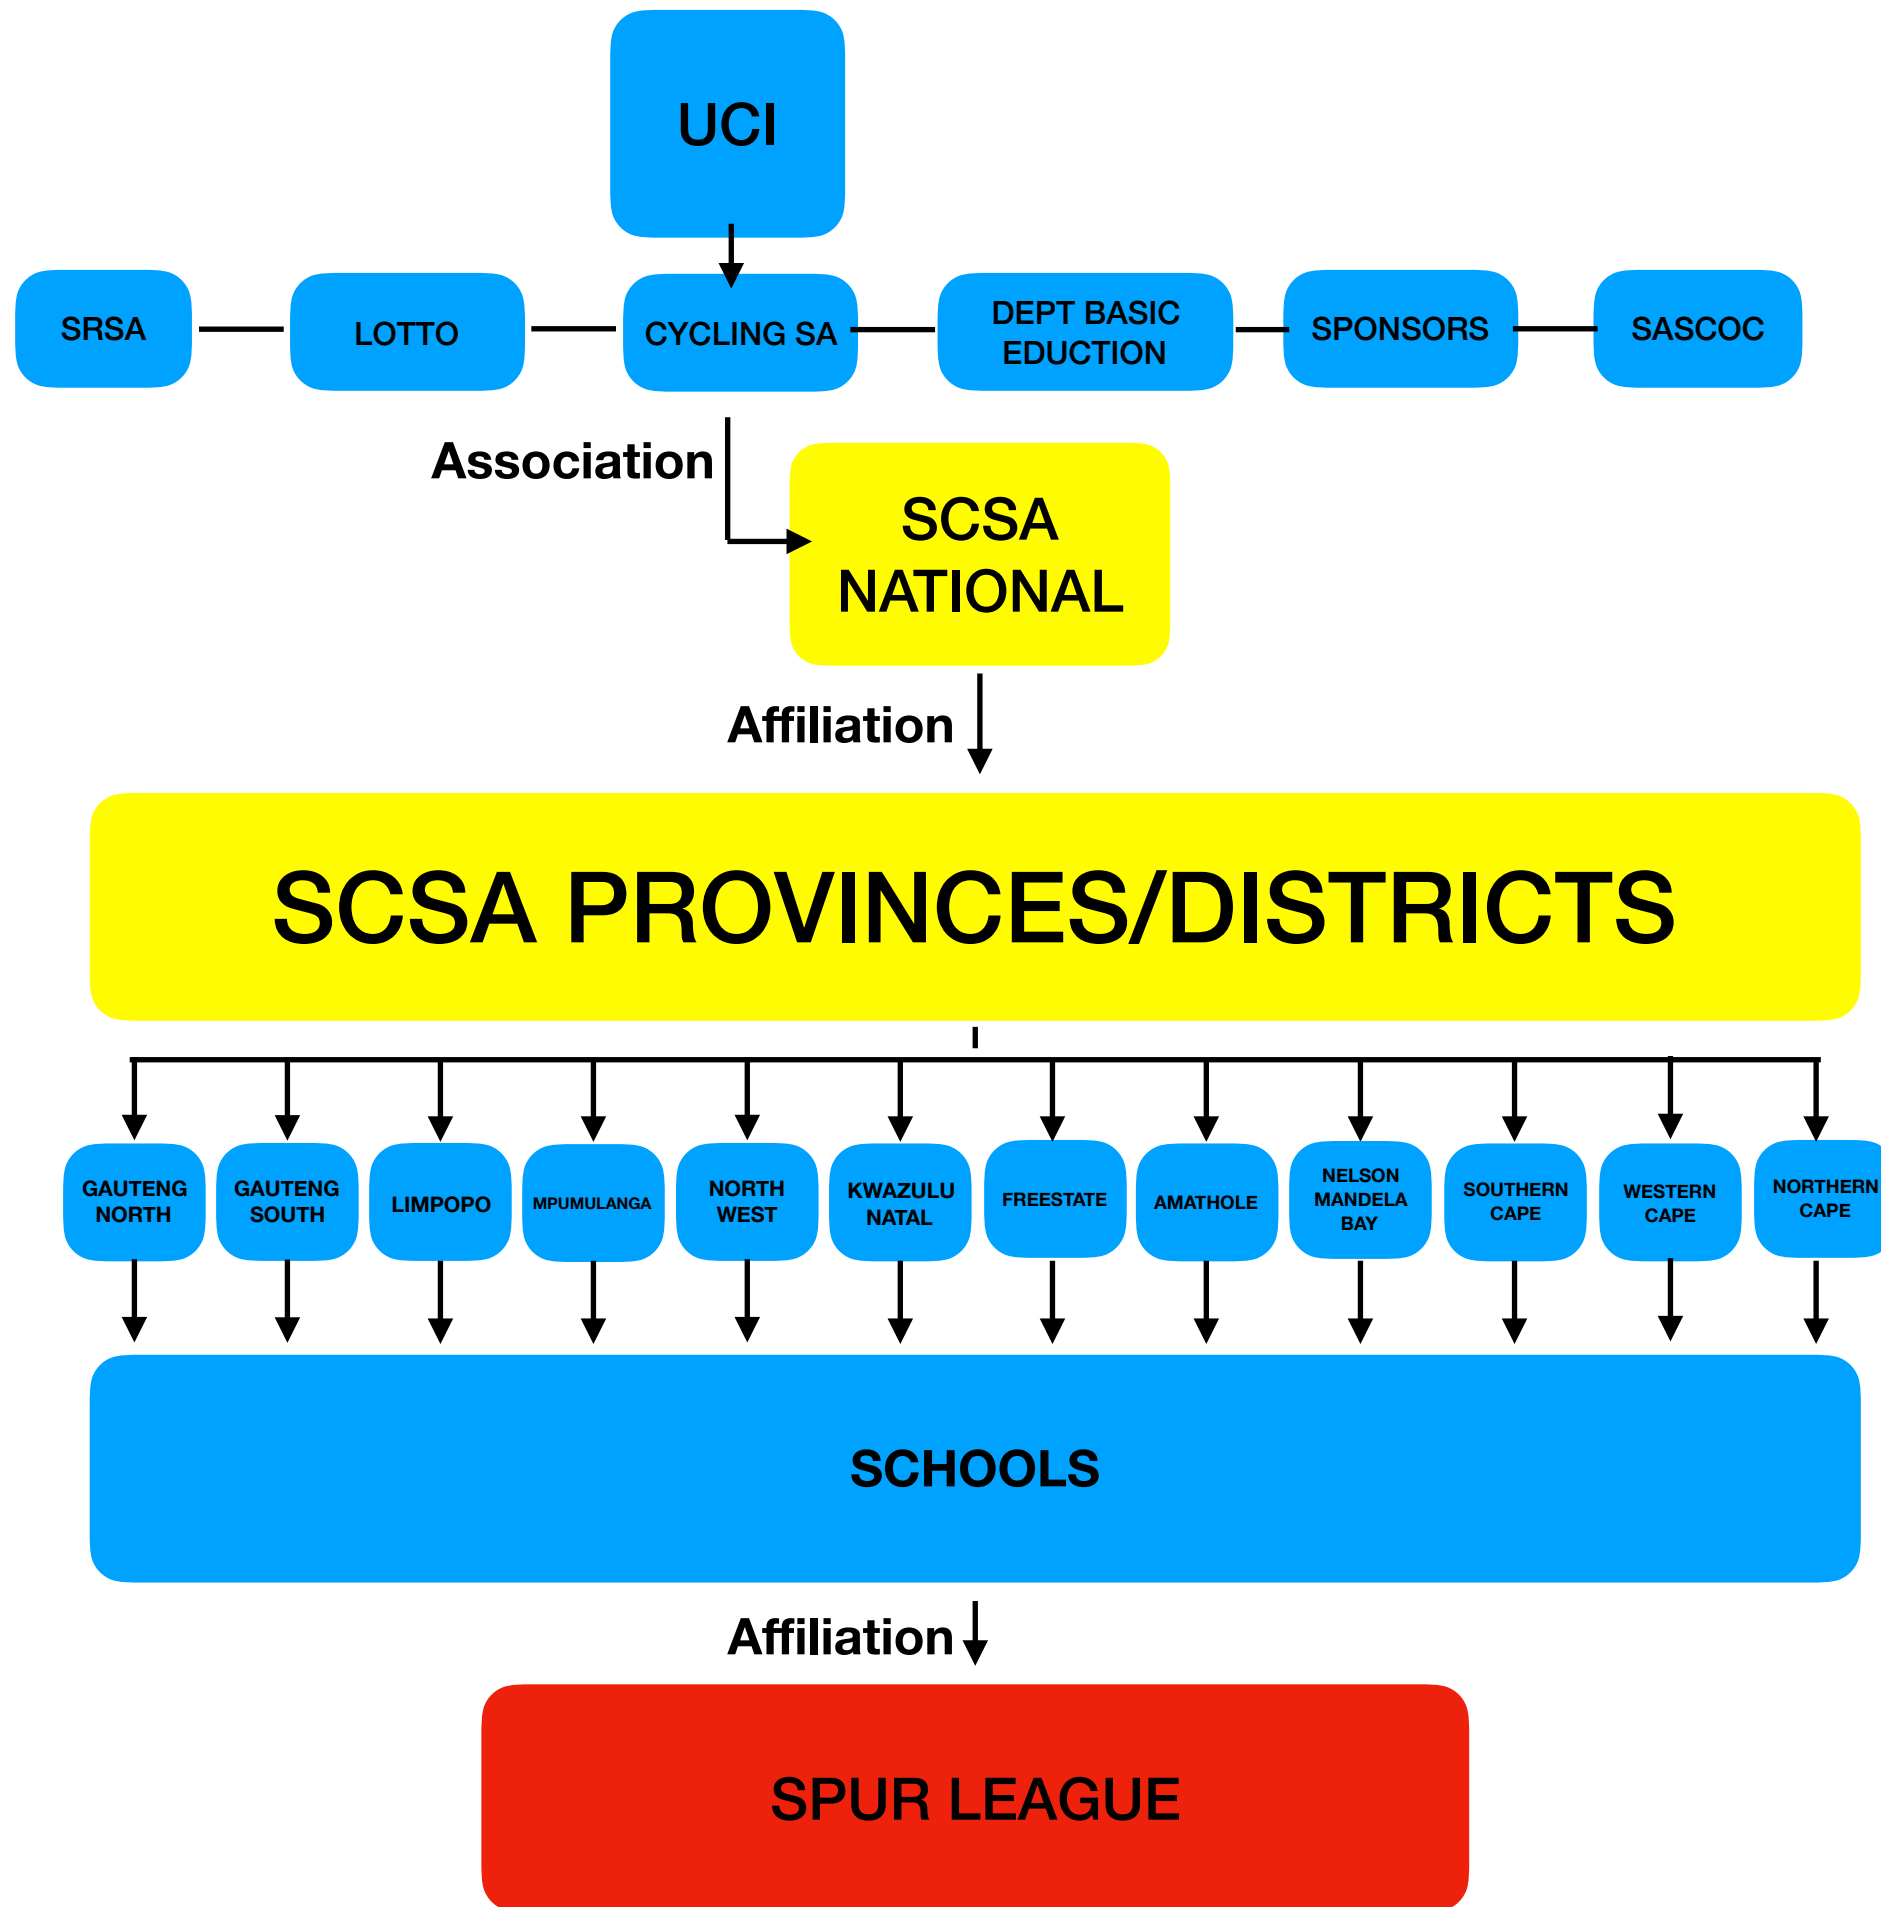 UCI
SRSA
LOTTO
CYCLING SA
DEPT BASIC
EDUCTION
SPONSORS
SASCOC
Association
SCSA
NATIONAL
Affiliation
SCSA PROVINCES/DISTRICTS
GAUTENG
NORTH
GAUTENG
SOUTH
LIMPOPO
MPUMULANGA
NORTH
WEST
KWAZULU
NATAL
FREESTATE
AMATHOLE
NELSON
MANDELA
BAY
SOUTHERN
CAPE
WESTERN
CAPE
NORTHERN
CAPE
SCHOOLS
Affiliation
SPUR LEAGUE